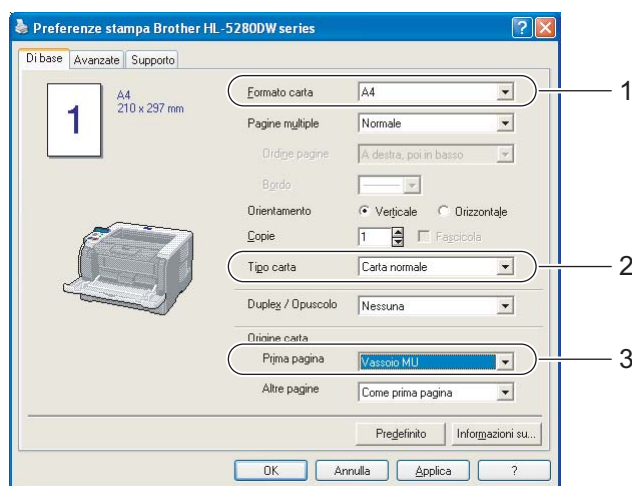 Preferenze stampa Brother HL-5280DW series
Di base Avanzate Supporto
1
A4
210 x 297 mm
Formato carta A4 1
Pagine multiple Normale
Ordine pagine A destra, poi in basso
Bordo
Orientamento Verticale Orizzontale
Copie 1 Fascicola
Tipo carta Carta normale 2
Duplex / Opuscolo Nessuna
Origine carta
Prima pagina Vassoio MU 3
Altre pagine Come prima pagina
Predefinito Informazioni su...
OK Annulla Applica ?